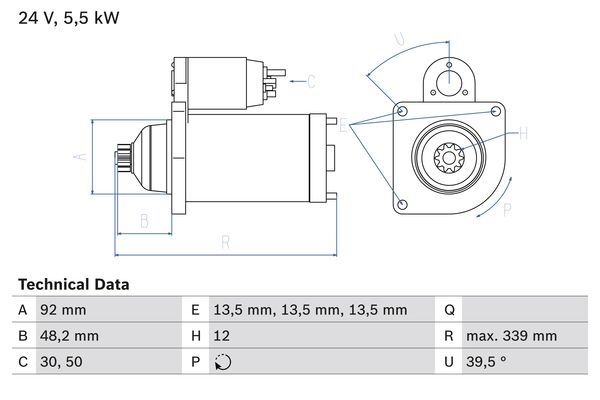 24 V, 5,5 kW
U
C
E
A
H
B
P
R
Technical Data
A 92 mm E 13,5 mm, 13,5 mm, 13,5 mm Q
B 48,2 mm H 12 R max. 339 mm
C 30, 50 P U 39,5 °